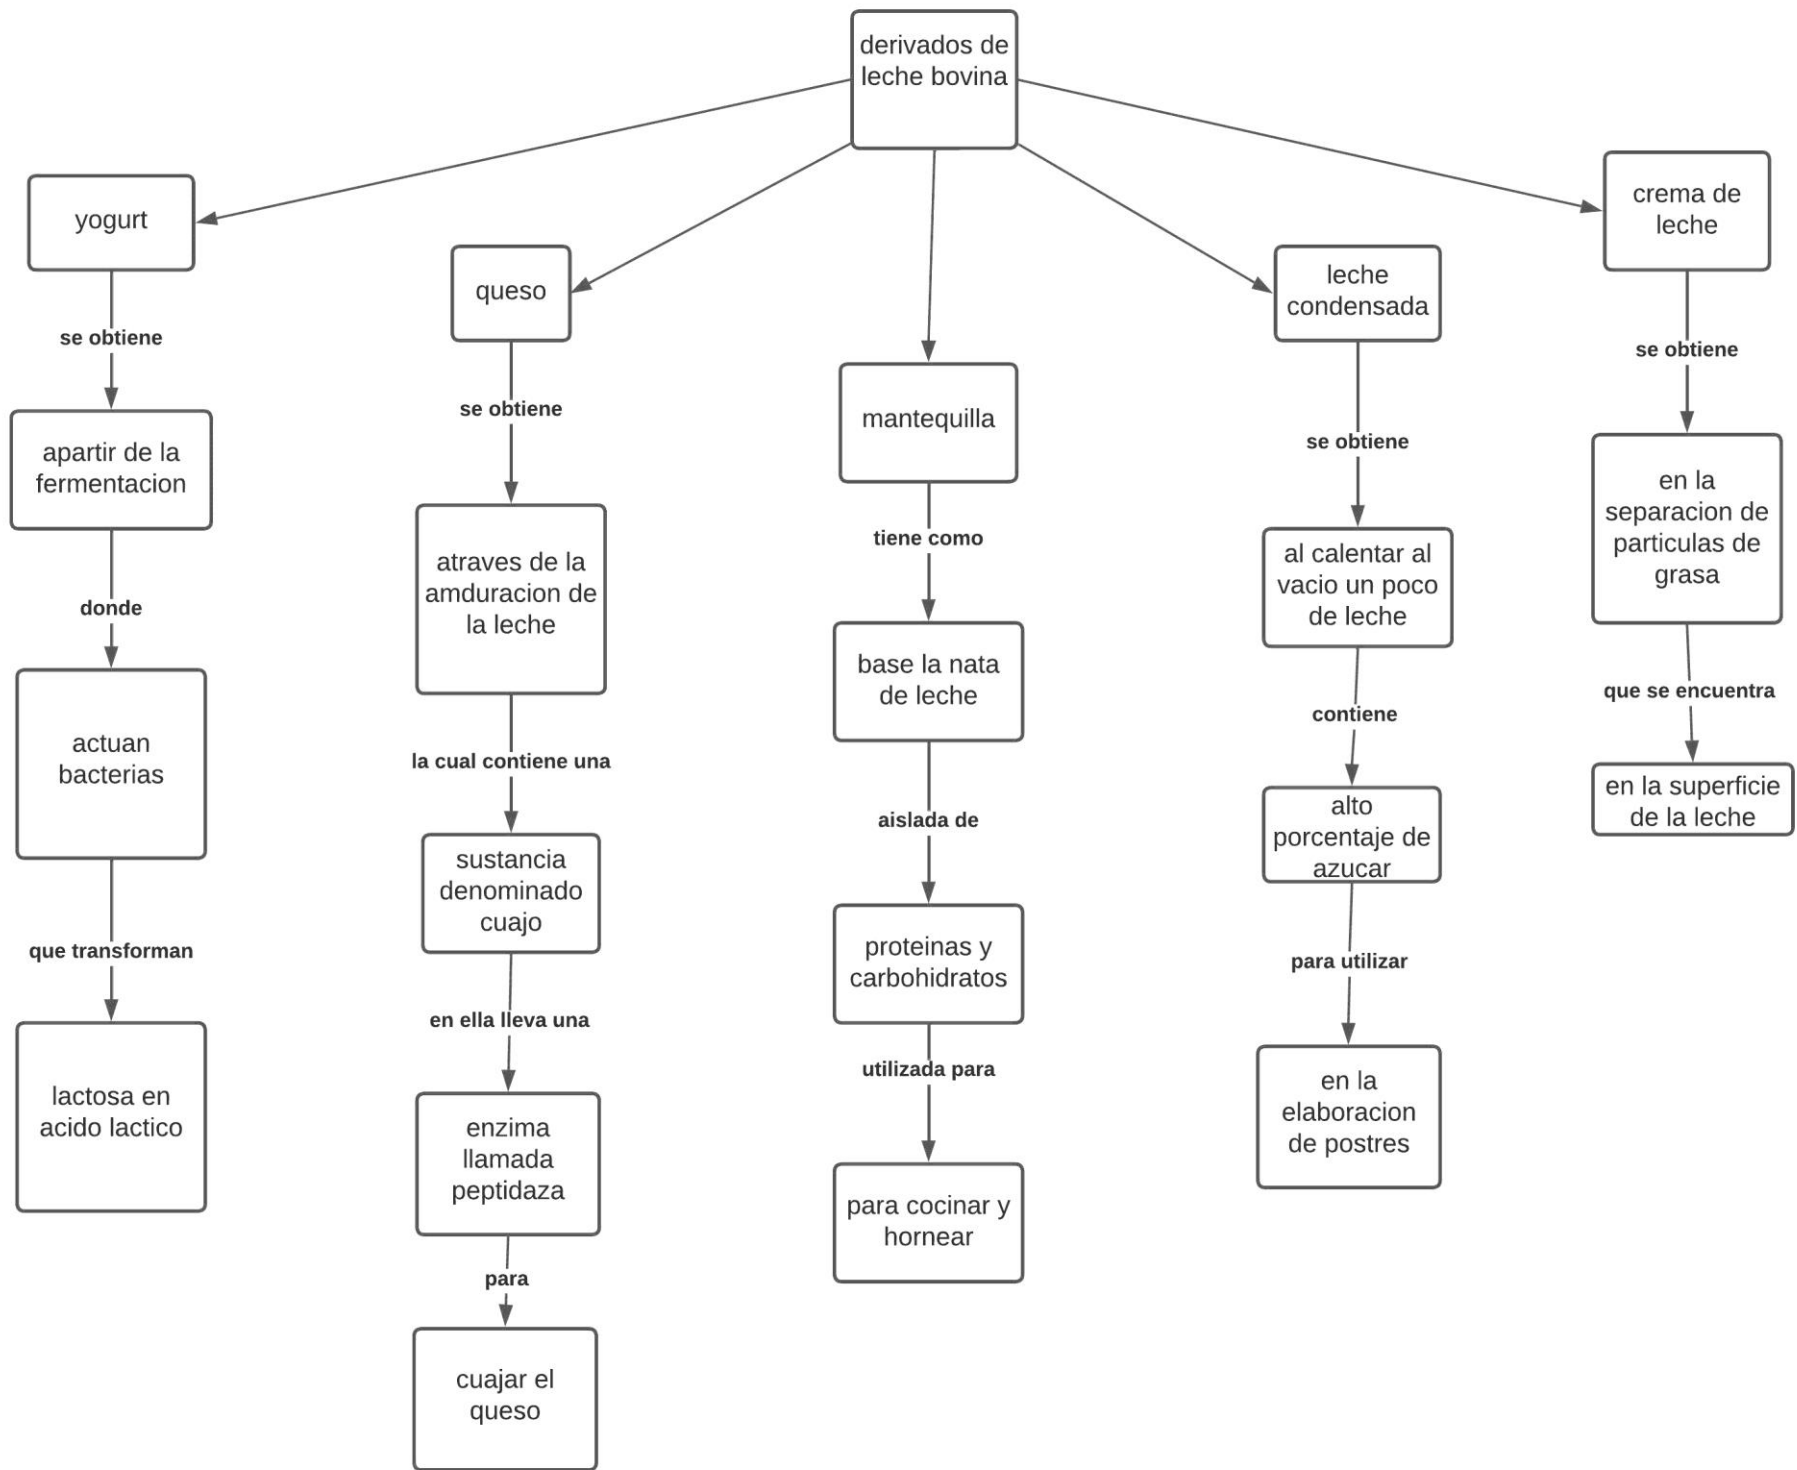 derivados de
leche bovina
yogurt
se obtiene
apartir de la
fermentacion
donde
actuan
bacterias
que transforman
lactosa en
acido lactico
queso
se obtiene
atraves de la
amduracion de
la leche
la cual contiene una
sustancia
denominado
cuajo
en ella lleva una
enzima
llamada
peptidaza
para
cuajar el
queso
mantequilla
tiene como
base la nata
de leche
aislada de
proteinas y
carbohidratos
utilizada para
para cocinar y
hornear
leche
condensada
se obtiene
al calentar al
vacio un poco
de leche
contiene
alto
porcentaje de
azucar
para utilizar
en la
elaboracion
de postres
crema de
leche
se obtiene
en la
separacion de
particulas de
grasa
que se encuentra
en la superficie
de la leche